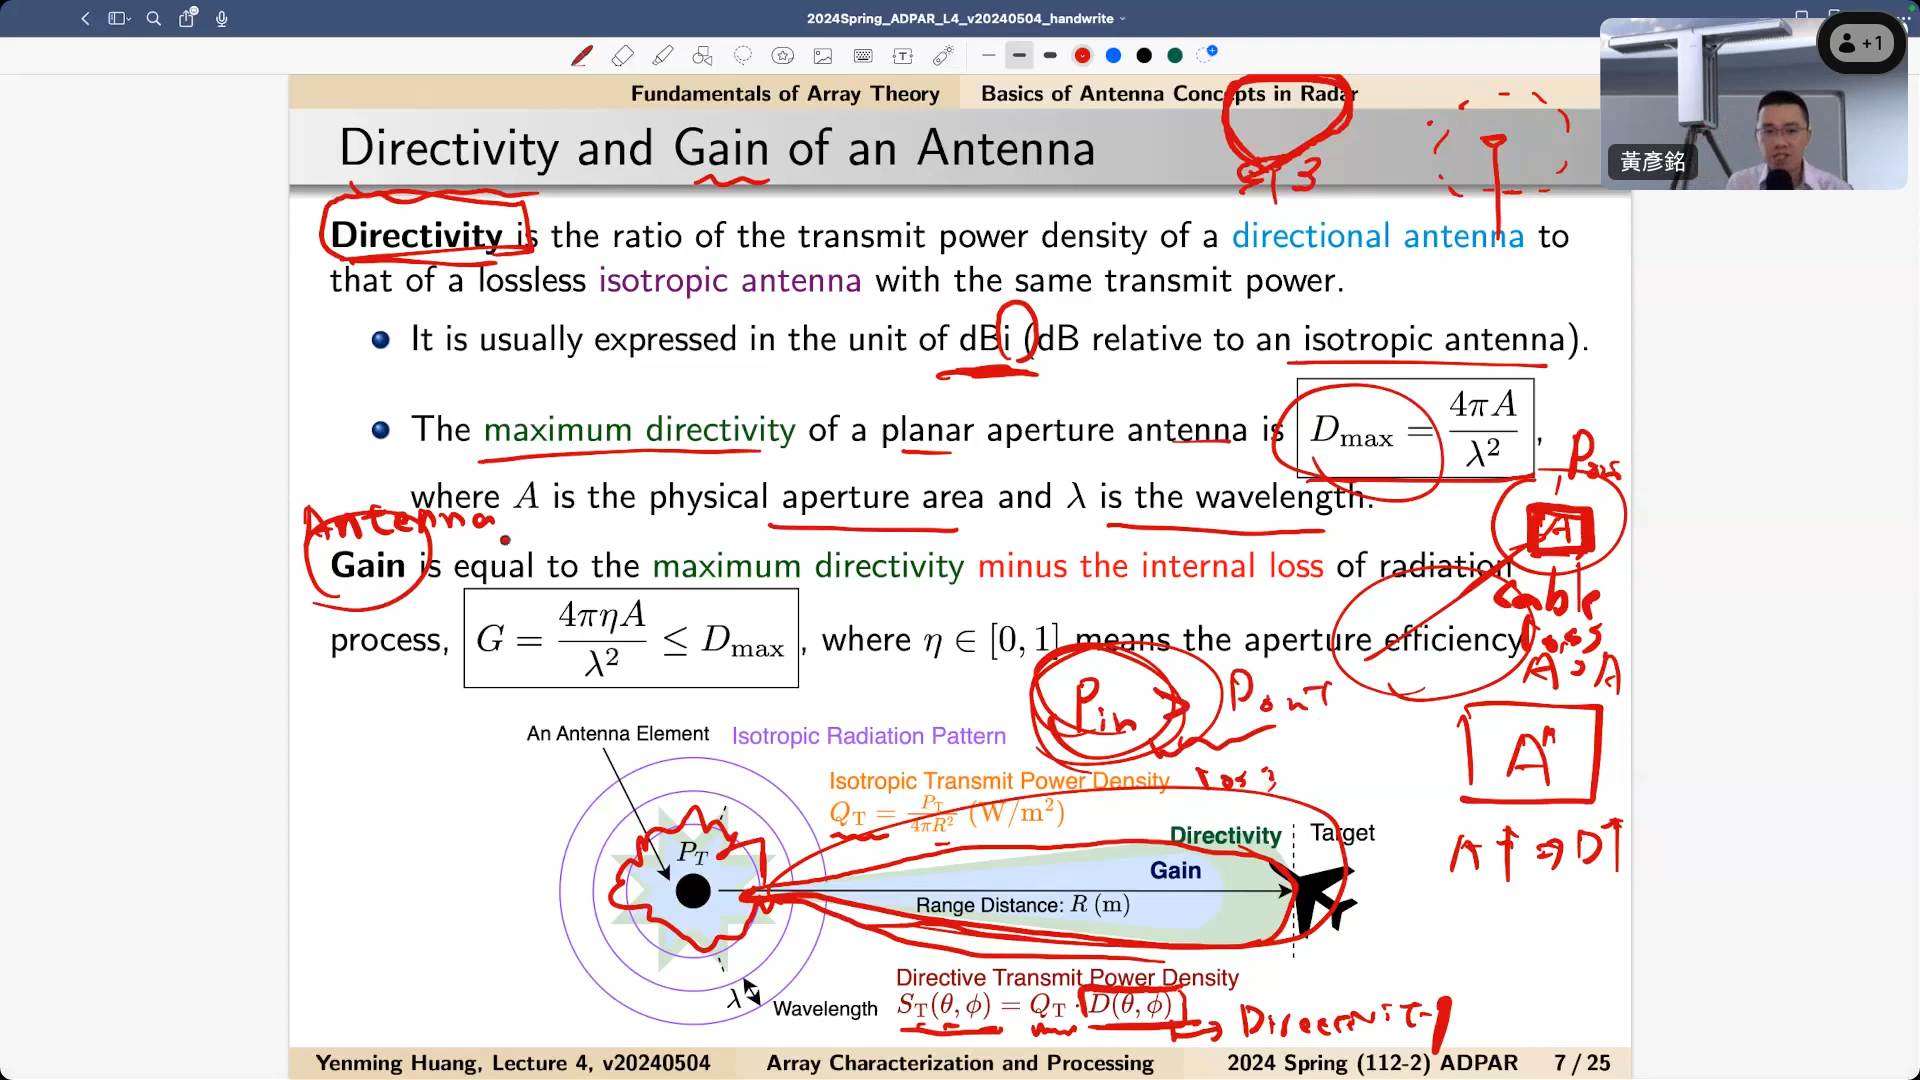 2024Spring_ADPAR_L4_v20240504_handwrite
+1
黃彥銘
Fundamentals of Array Theory
Basics of Antenna Concepts in Radar
Directivity and Gain of an Antenna
Directivity is the ratio of the transmit power density of a directional antenna to
that of a lossless isotropic antenna with the same transmit power.
It is usually expressed in the unit of dBi (dB relative to an isotropic antenna).
The maximum directivity of a planar aperture antenna is D_max = 4πA/λ²,
where A is the physical aperture area and λ is the wavelength.
Antenna
Gain is equal to the maximum directivity minus the internal loss of radiation
process, G = 4πηA/λ² ≤ D_max, where η ∈ [0, 1] means the aperture efficiency
A
Cable
loss
Pin
Pout
loss
A
A↑ ⇒ D↑
An Antenna Element
Isotropic Radiation Pattern
Isotropic Transmit Power Density
Q_T = P_T/4πR² (W/m²)
P_T
Directivity
Target
Gain
Range Distance: R (m)
λ
Wavelength
Directive Transmit Power Density
S_T(θ, ϕ) = Q_T · D(θ, ϕ)
Directivity
Yenming Huang, Lecture 4, v20240504
Array Characterization and Processing
2024 Spring (112-2) ADPAR
7 / 25